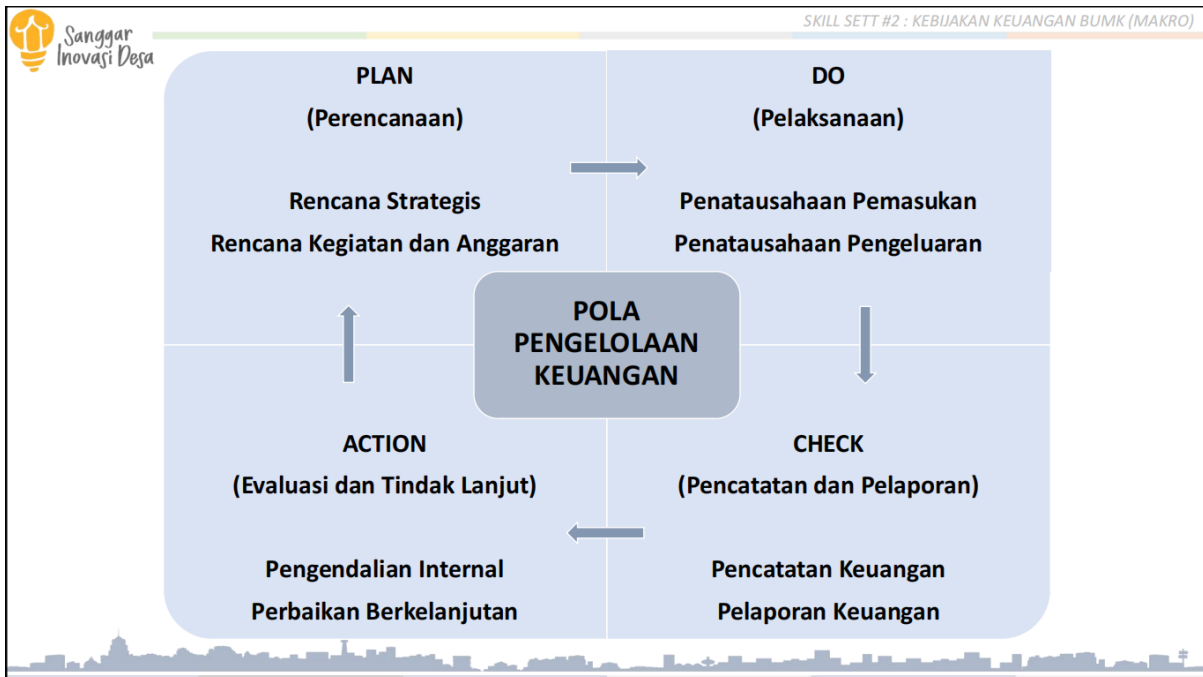 SKILL SETT #2 : KEBIJAKAN KEUANGAN BUMK (MAKRO)
Sanggar
Inovasi Desa
PLAN
(Perencanaan)
Rencana Strategis
Rencana Kegiatan dan Anggaran
DO
(Pelaksanaan)
Penatausahaan Pemasukan
Penatausahaan Pengeluaran
POLA
PENGELOLAAN
KEUANGAN
ACTION
(Evaluasi dan Tindak Lanjut)
Pengendalian Internal
Perbaikan Berkelanjutan
CHECK
(Pencatatan dan Pelaporan)
Pencatatan Keuangan
Pelaporan Keuangan